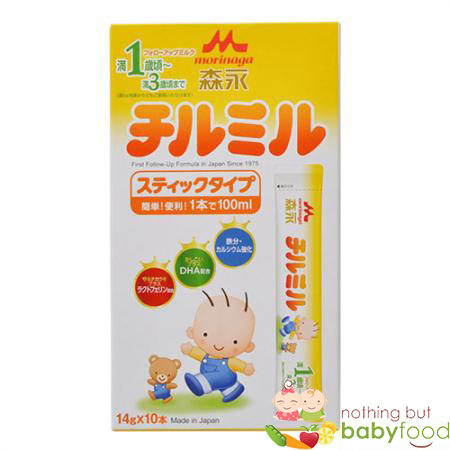 フォローアップミルク
満1歳頃〜
満3歳頃まで
morinaga
森永
チルミル
First Follow-Up Formula in Japan Since 1975
スティックタイプ
簡単!便利!1本で100ml
鉄分・
カルシウム強化
DHA配合
ラクトフェリン配合
morinaga
森永
チルミル
1歳頃
14g×10本 Made in Japan
nothing but
babyfood